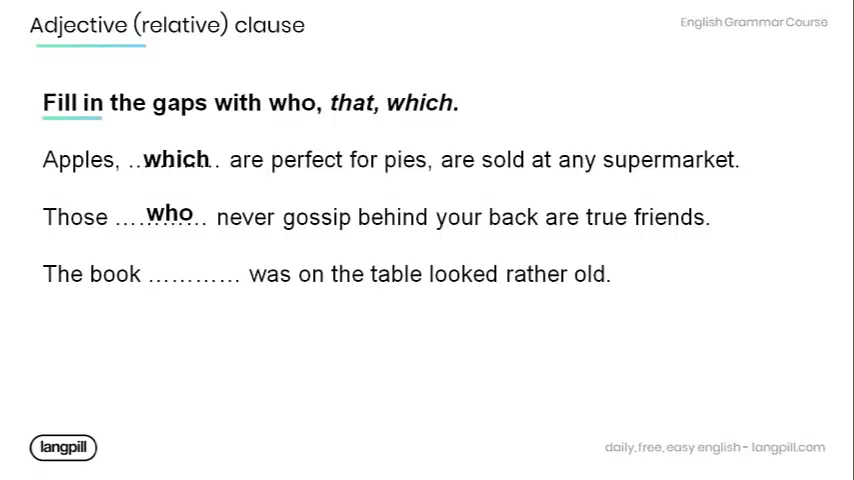 Adjective (relative) clause
English Grammar Course
Fill in the gaps with who, that, which.
Apples, ..which.. are perfect for pies, are sold at any supermarket.
Those ....who.... never gossip behind your back are true friends.
The book ………… was on the table looked rather old.
langpill
daily, free, easy english - langpill.com